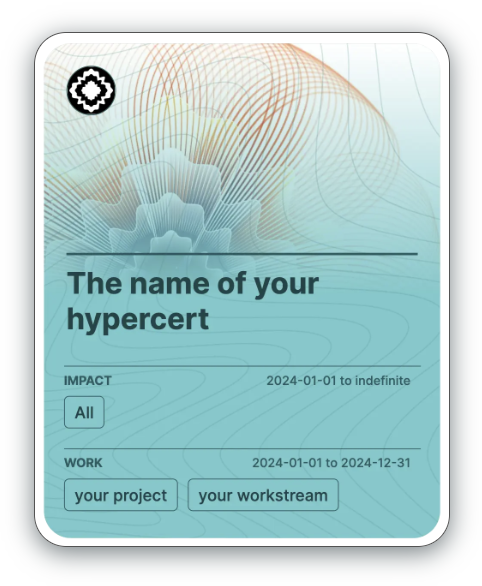 The name of your
hypercert
IMPACT 2024-01-01 to indefinite
All
WORK 2024-01-01 to 2024-12-31
your project your workstream